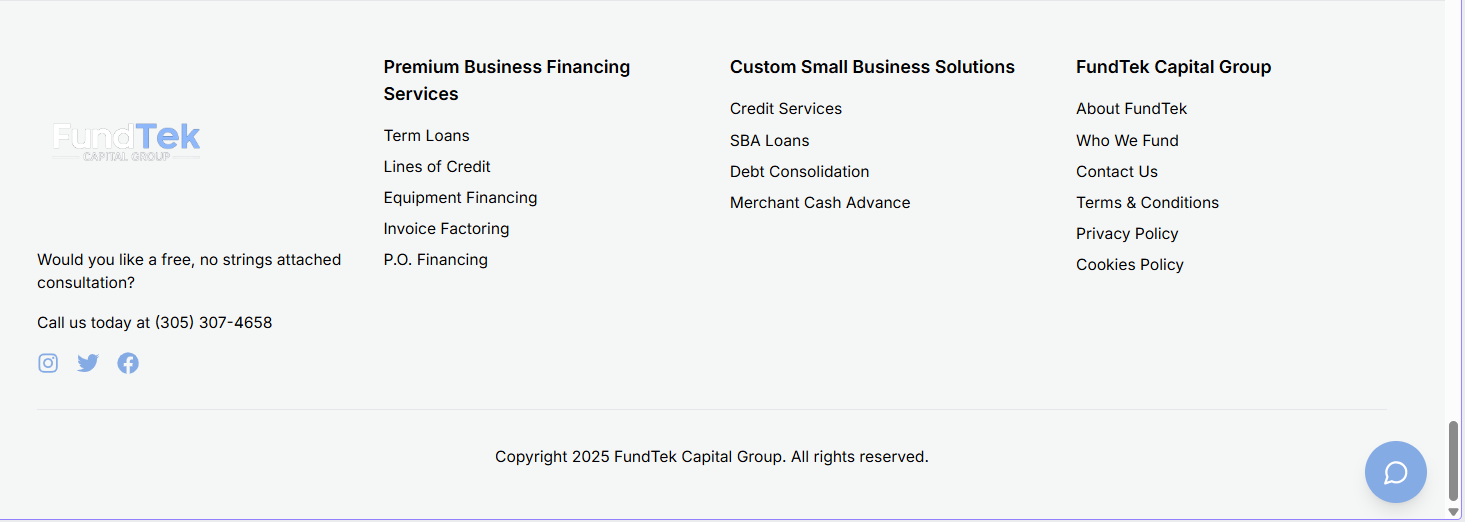 FundTek
CAPITAL GROUP
Would you like a free, no strings attached
consultation?
Call us today at (305) 307-4658
Premium Business Financing
Services
Term Loans
Lines of Credit
Equipment Financing
Invoice Factoring
P.O. Financing
Custom Small Business Solutions
Credit Services
SBA Loans
Debt Consolidation
Merchant Cash Advance
FundTek Capital Group
About FundTek
Who We Fund
Contact Us
Terms & Conditions
Privacy Policy
Cookies Policy
Copyright 2025 FundTek Capital Group. All rights reserved.